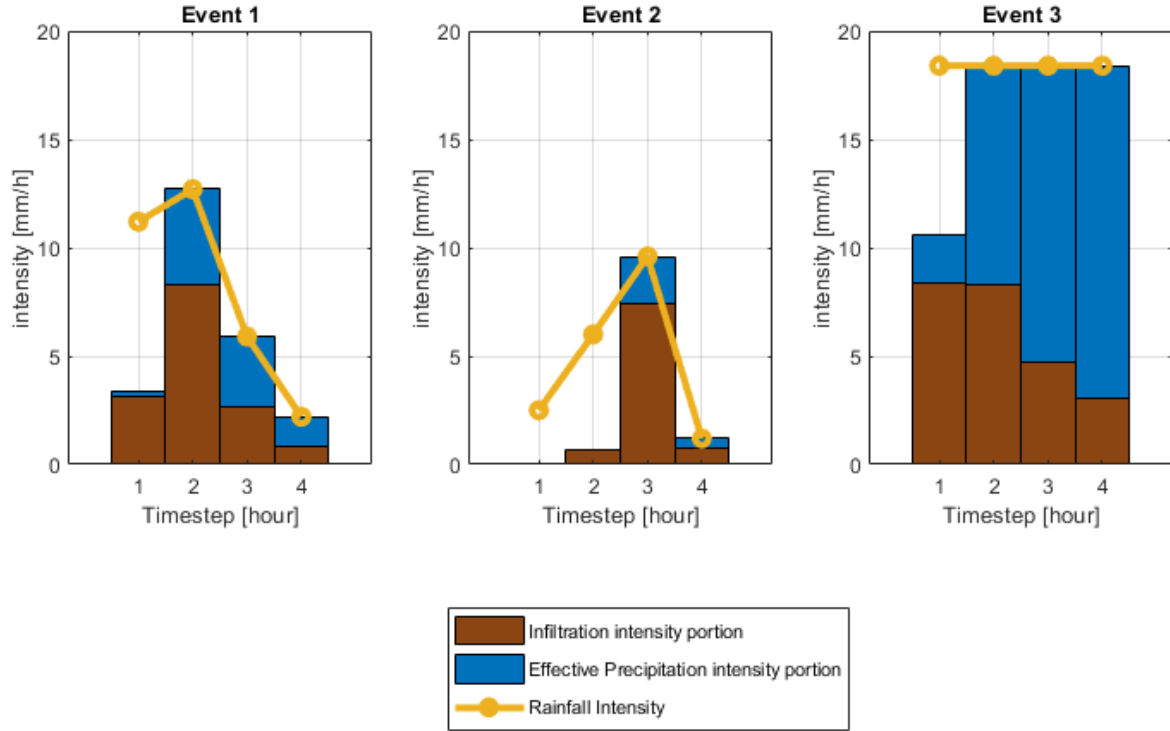 Event 1
Event 2
Event 3
20
15
10
5
0
intensity [mm/h]
1 2 3 4
Timestep [hour]
20
15
10
5
0
intensity [mm/h]
1 2 3 4
Timestep [hour]
20
15
10
5
0
intensity [mm/h]
1 2 3 4
Timestep [hour]
Infiltration intensity portion
Effective Precipitation intensity portion
Rainfall Intensity